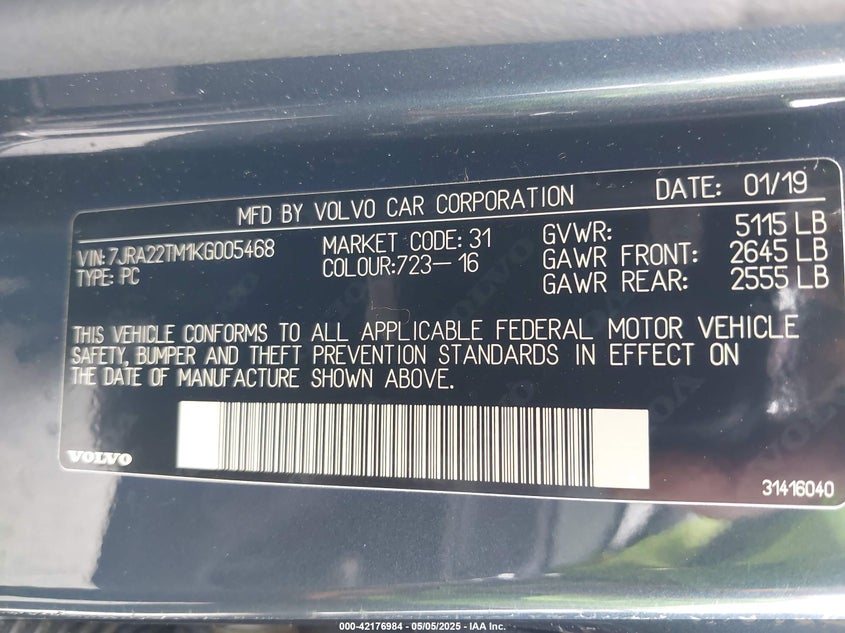 MFD BY VOLVO CAR CORPORATION DATE: 01/19
VIN:7JRA22TM1KG005468 MARKET CODE: 31 GVWR: 5115 LB
TYPE: PC COLOUR:723-16 GAWR FRONT: 2645 LB
GAWR REAR: 2555 LB
THIS VEHICLE CONFORMS TO ALL APPLICABLE FEDERAL MOTOR VEHICLE
SAFETY, BUMPER AND THEFT PREVENTION STANDARDS IN EFFECT ON
THE DATE OF MANUFACTURE SHOWN ABOVE.
VOLVO
31416040
000-42176984 - 05/05/2025 - IAA Inc.